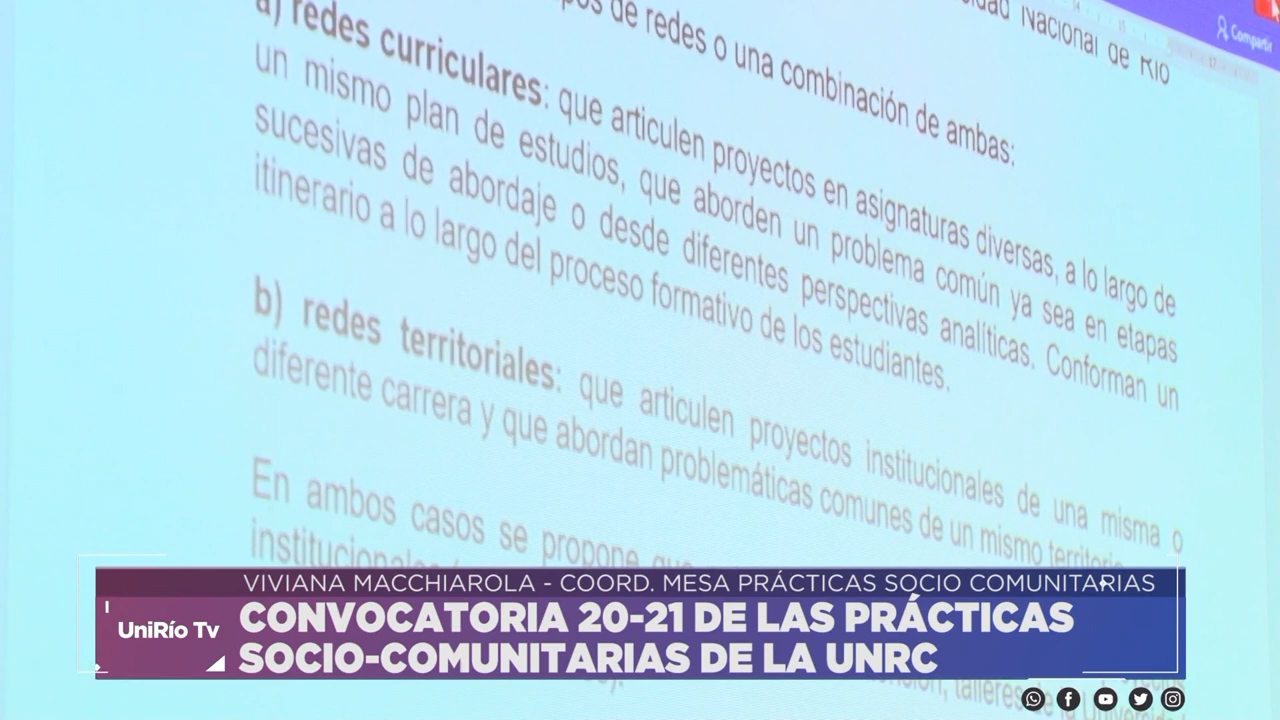 Compartir
de redes o una combinación de ambas:
Nacional de Río
a) redes curriculares: que articulen proyectos en asignaturas diversas, a lo largo de
un mismo plan de estudios, que aborden un problema común ya sea en etapas
sucesivas de abordaje o desde diferentes perspectivas analíticas. Conforman un
itinerario a lo largo del proceso formativo de los estudiantes.
b) redes territoriales: que articulen proyectos institucionales de una misma o
diferente carrera y que abordan problemáticas comunes de un mismo territorio
En ambos casos se propone que
VIVIANA MACCHIAROLA - COORD. MESA PRÁCTICAS SOCIO COMUNITARIAS
UniRío Tv
CONVOCATORIA 20-21 DE LAS PRÁCTICAS
SOCIO-COMUNITARIAS DE LA UNRC
talleres de la